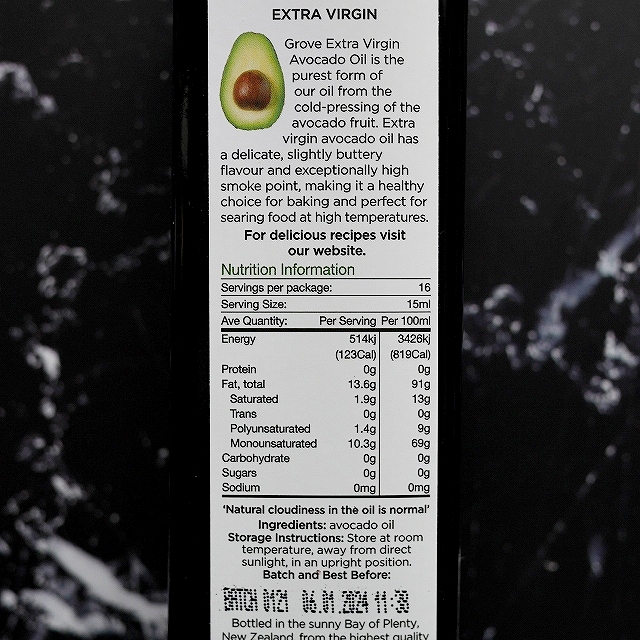 EXTRA VIRGIN
Grove Extra Virgin
Avocado Oil is the
purest form of
our oil from the
cold-pressing of the
avocado fruit. Extra
virgin avocado oil has
a delicate, slightly buttery
flavour and exceptionally high
smoke point, making it a healthy
choice for baking and perfect for
searing food at high temperatures.
For delicious recipes visit
our website.
Nutrition Information
Servings per package: 16
Serving Size: 15ml
Ave Quantity: Per Serving Per 100ml
Energy 514kj 3426kj
(123Cal) (819Cal)
Protein 0g 0g
Fat, total 13.6g 91g
Saturated 1.9g 13g
Trans 0g 0g
Polyunsaturated 1.4g 9g
Monounsaturated 10.3g 69g
Carbohydrate 0g 0g
Sugars 0g 0g
Sodium 0mg 0mg
'Natural cloudiness in the oil is normal'
Ingredients: avocado oil
Storage Instructions: Store at room
temperature, away from direct
sunlight, in an upright position.
Batch and Best Before:
BATCH 0121 06.01.2024 11:38
Bottled in the sunny Bay of Plenty,
New Zealand, from the highest quality